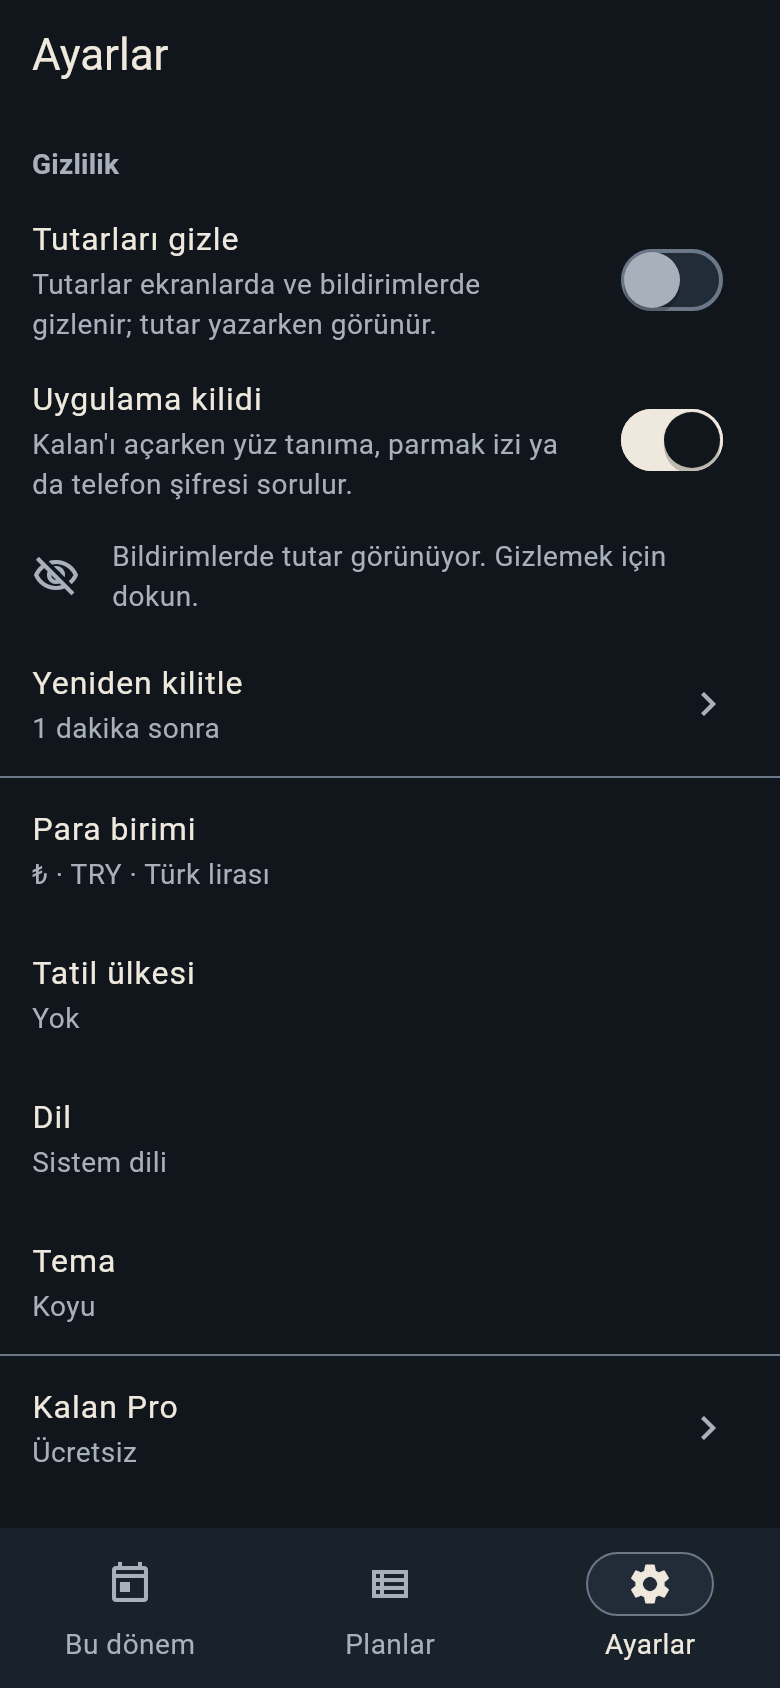 Ayarlar
Gizlilik
Tutarları gizle
Tutarlar ekranlarda ve bildirimlerde
gizlenir; tutar yazarken görünür.
Uygulama kilidi
Kalan'ı açarken yüz tanıma, parmak izi ya
da telefon şifresi sorulur.
Bildirimlerde tutar görünüyor. Gizlemek için
dokun.
Yeniden kilitle
1 dakika sonra
Para birimi
₺ · TRY · Türk lirası
Tatil ülkesi
Yok
Dil
Sistem dili
Tema
Koyu
Kalan Pro
Ücretsiz
Bu dönem
Planlar
Ayarlar